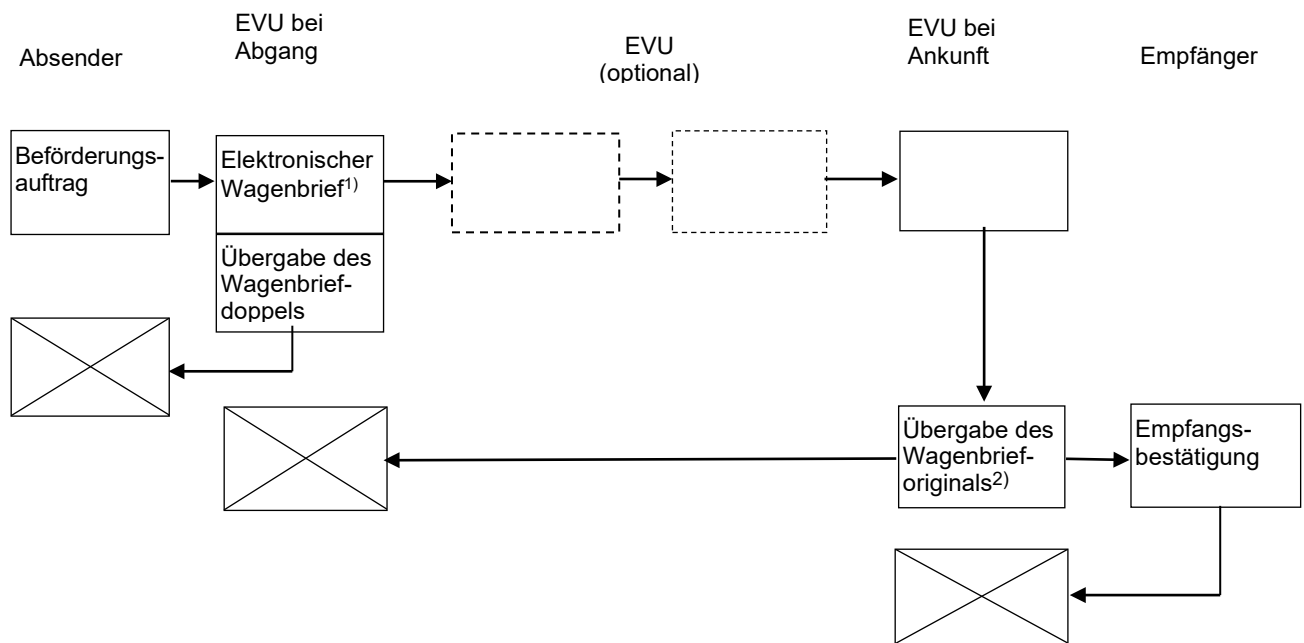 Absender
EVU bei
Abgang
EVU
(optional)
EVU bei
Ankunft
Empfänger
Beförderungs-
auftrag
Elektronischer
Wagenbrief1)
Übergabe des
Wagenbrief-
doppels
Übergabe des
Wagenbrief-
originals2)
Empfangs-
bestätigung